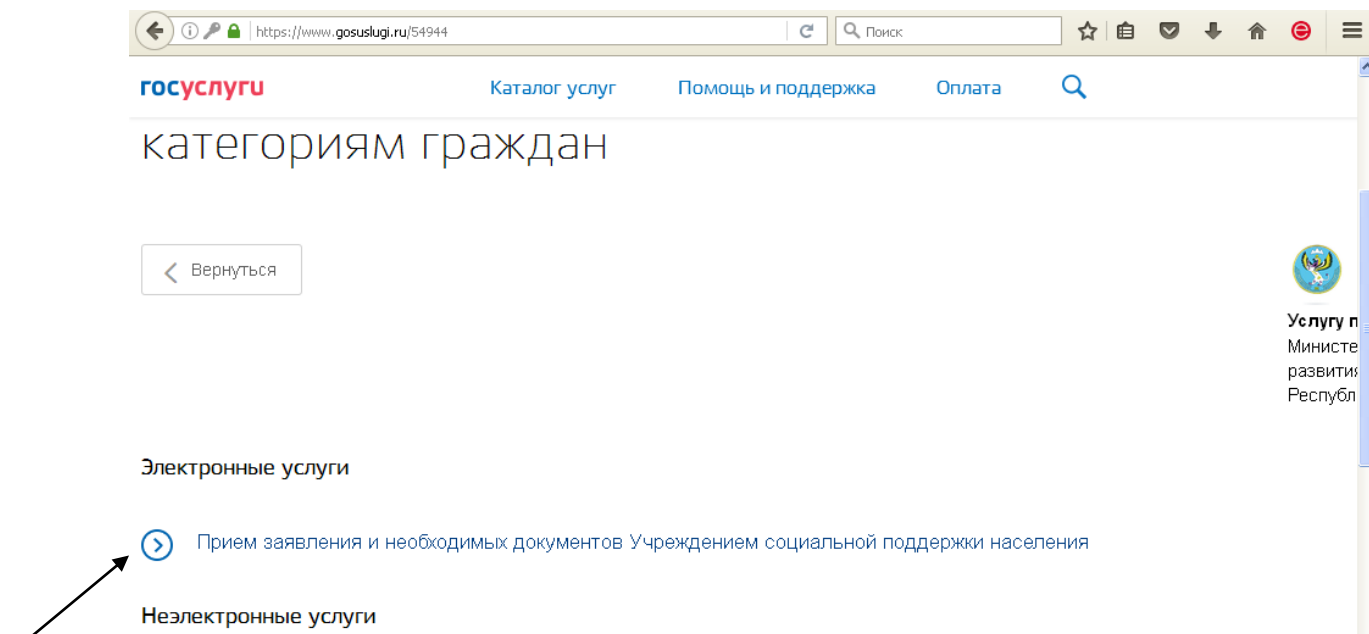 https://www.gosuslugi.ru/54944
Поиск
госуслуги
Каталог услуг
Помощь и поддержка
Оплата
категориям граждан
Вернуться
Услугу п
Министе
развития
Республ
Электронные услуги
Прием заявления и необходимых документов Учреждением социальной поддержки населения
Неэлектронные услуги